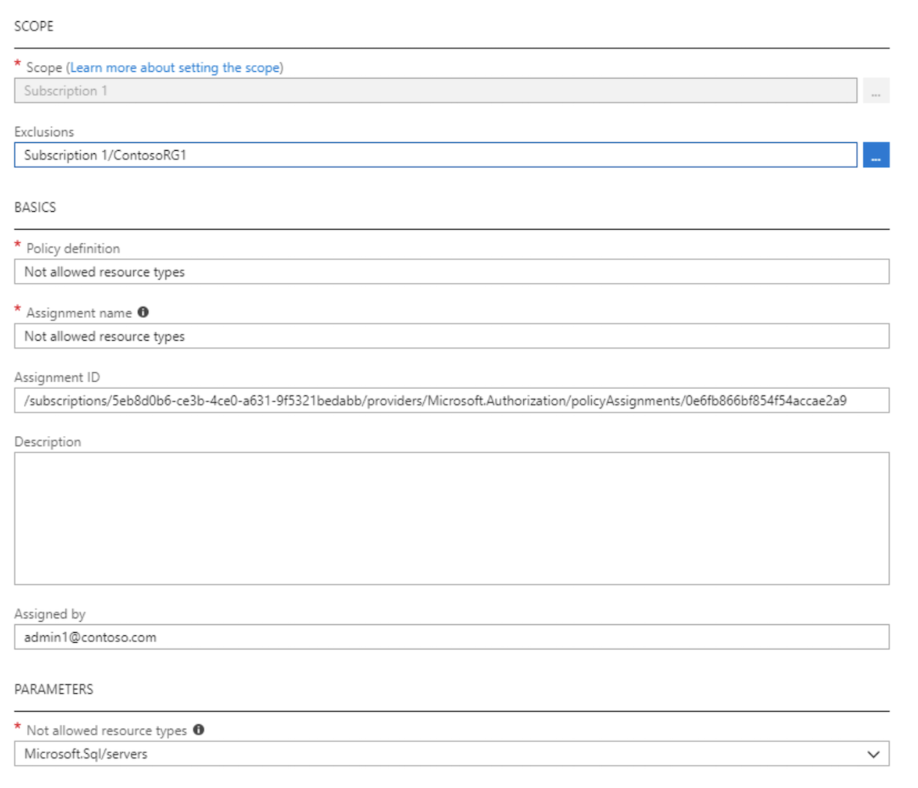 SCOPE
* Scope (Learn more about setting the scope)
Subscription 1
...
Exclusions
Subscription 1/ContosoRG1
...
BASICS
* Policy definition
Not allowed resource types
* Assignment name
Not allowed resource types
Assignment ID
/subscriptions/5eb8d0b6-ce3b-4ce0-a631-9f5321bedabb/providers/Microsoft.Authorization/policyAssignments/0e6fb866bf854f54accae2a9
Description
Assigned by
admin1@contoso.com
PARAMETERS
* Not allowed resource types
Microsoft.Sql/servers